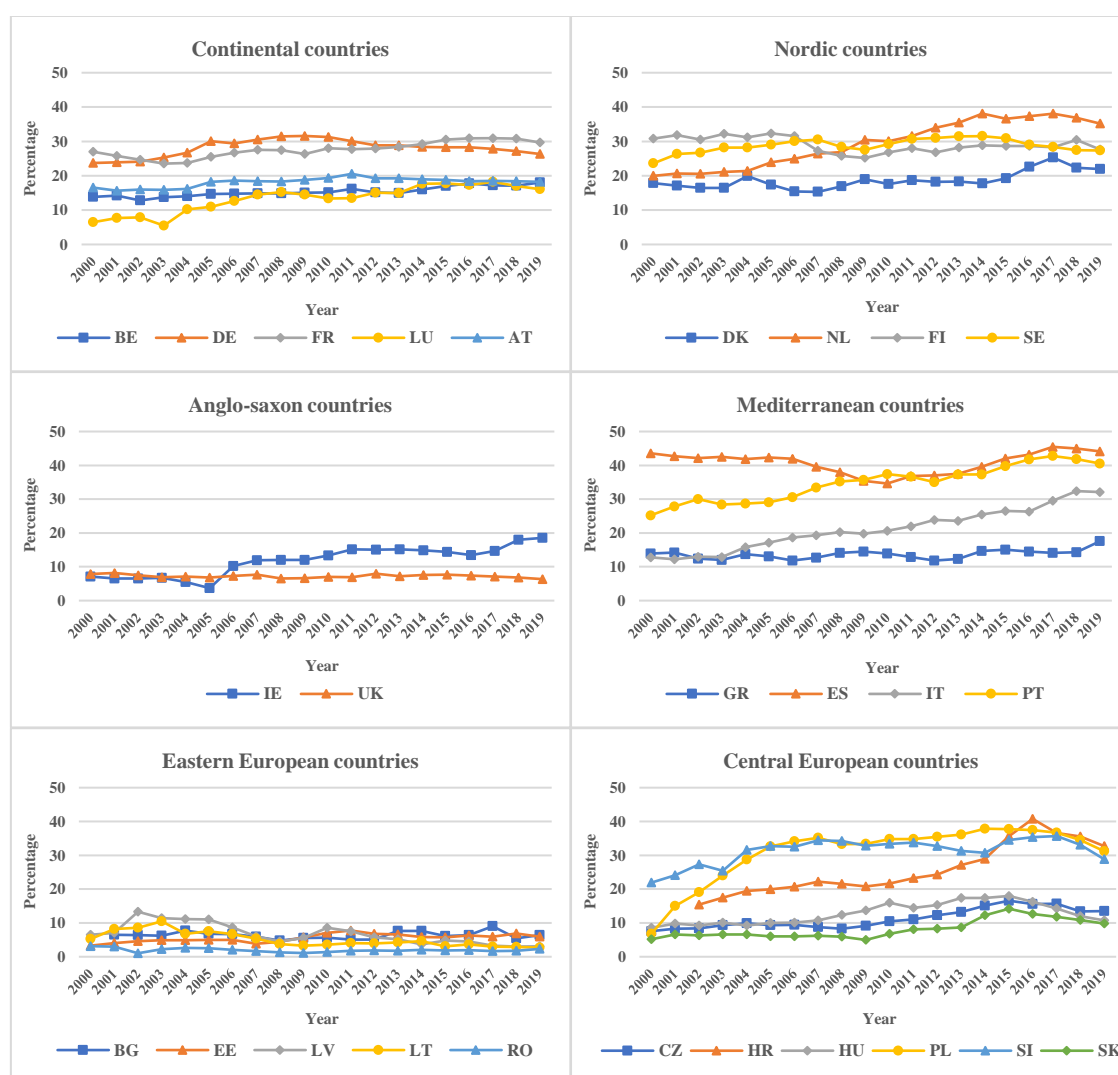 Continental countries
Percentage
50
40
30
20
10
0
2000 2001 2002 2003 2004 2005 2006 2007 2008 2009 2010 2011 2012 2013 2014 2015 2016 2017 2018 2019
Year
BE DE FR LU AT
Nordic countries
Percentage
50
40
30
20
10
0
2000 2001 2002 2003 2004 2005 2006 2007 2008 2009 2010 2011 2012 2013 2014 2015 2016 2017 2018 2019
Year
DK NL FI SE
Anglo-saxon countries
Percentage
50
40
30
20
10
0
2000 2001 2002 2003 2004 2005 2006 2007 2008 2009 2010 2011 2012 2013 2014 2015 2016 2017 2018 2019
Year
IE UK
Mediterranean countries
Percentage
50
40
30
20
10
0
2000 2001 2002 2003 2004 2005 2006 2007 2008 2009 2010 2011 2012 2013 2014 2015 2016 2017 2018 2019
Year
GR ES IT PT
Eastern European countries
Percentage
50
40
30
20
10
0
2000 2001 2002 2003 2004 2005 2006 2007 2008 2009 2010 2011 2012 2013 2014 2015 2016 2017 2018 2019
Year
BG EE LV LT RO
Central European countries
Percentage
50
40
30
20
10
0
2000 2001 2002 2003 2004 2005 2006 2007 2008 2009 2010 2011 2012 2013 2014 2015 2016 2017 2018 2019
Year
CZ HR HU PL SI SK